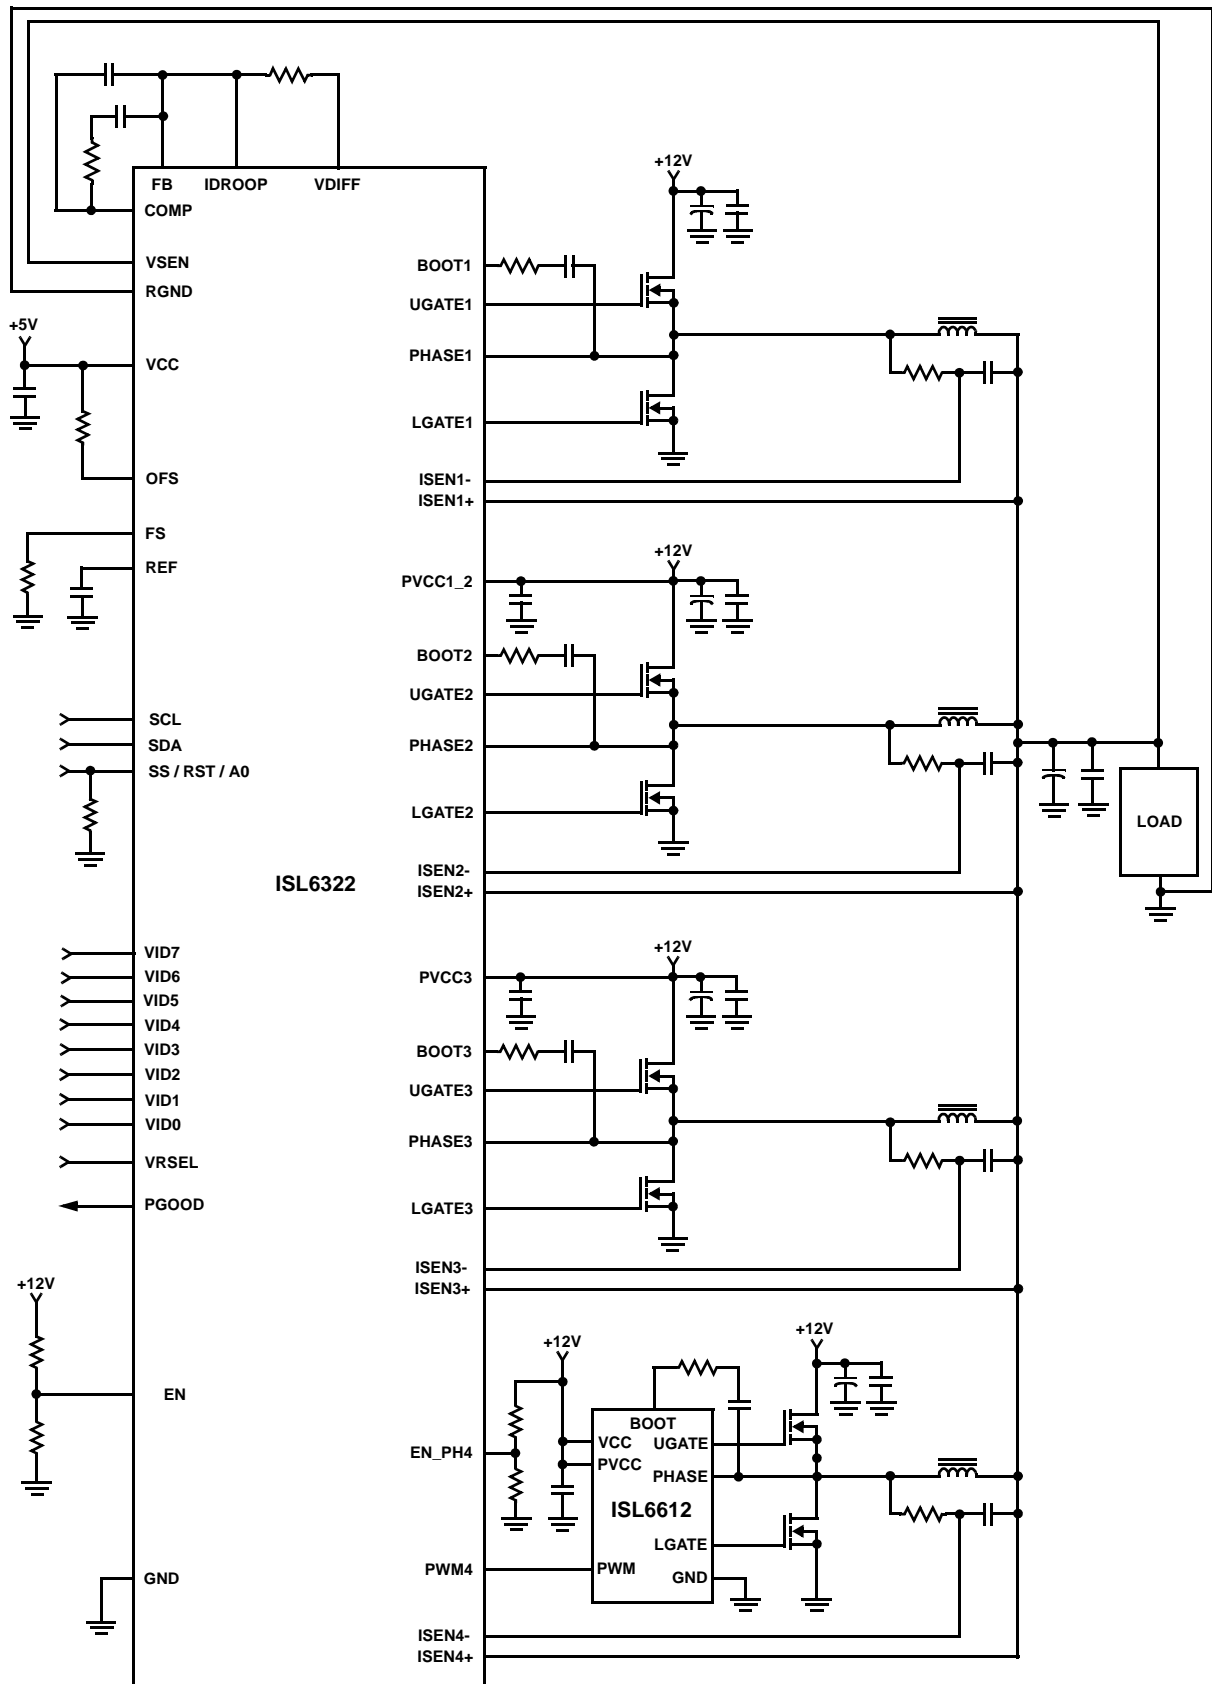 FB IDROOP VDIFF
COMP
VSEN
RGND
+5V
VCC
OFS
FS
REF
SCL
SDA
SS / RST / A0
ISL6322
VID7
VID6
VID5
VID4
VID3
VID2
VID1
VID0
VRSEL
PGOOD
+12V
EN
GND
+12V
BOOT1
UGATE1
PHASE1
LGATE1
ISEN1-
ISEN1+
+12V
PVCC1_2
BOOT2
UGATE2
PHASE2
LGATE2
ISEN2-
ISEN2+
LOAD
+12V
PVCC3
BOOT3
UGATE3
PHASE3
LGATE3
ISEN3-
ISEN3+
+12V
+12V
EN_PH4
BOOT
VCC
UGATE
PVCC
PHASE
ISL6612
LGATE
PWM4
PWM
GND
ISEN4-
ISEN4+